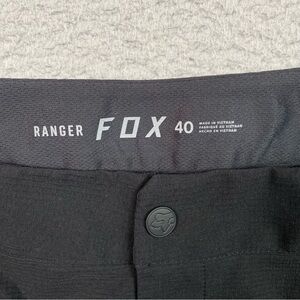 RANGER FOX 40
MADE IN VIETNAM
FABRIQUÉ AU VIETNAM
HECHO EN VIETNAM